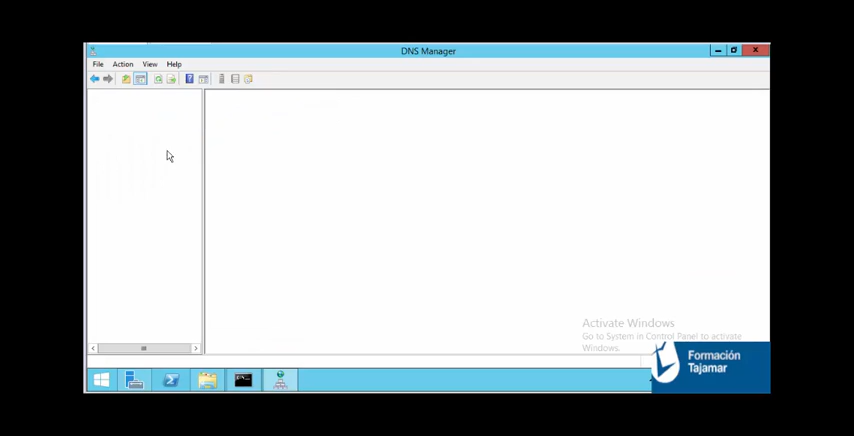 DNS Manager
File Action View Help
Activate Windows
Go to System in Control Panel to activate
Windows.
Formación
Tajamar